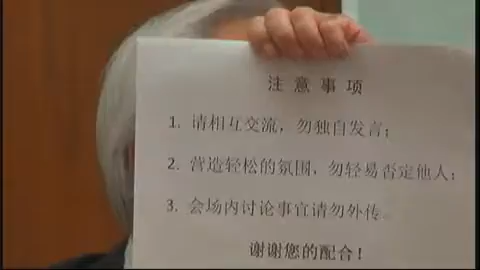 注意事项
1. 请相互交流，勿独自发言；
2. 营造轻松的氛围，勿轻易否定他人；
3. 会场内讨论事宜请勿外传。
谢谢您的配合！